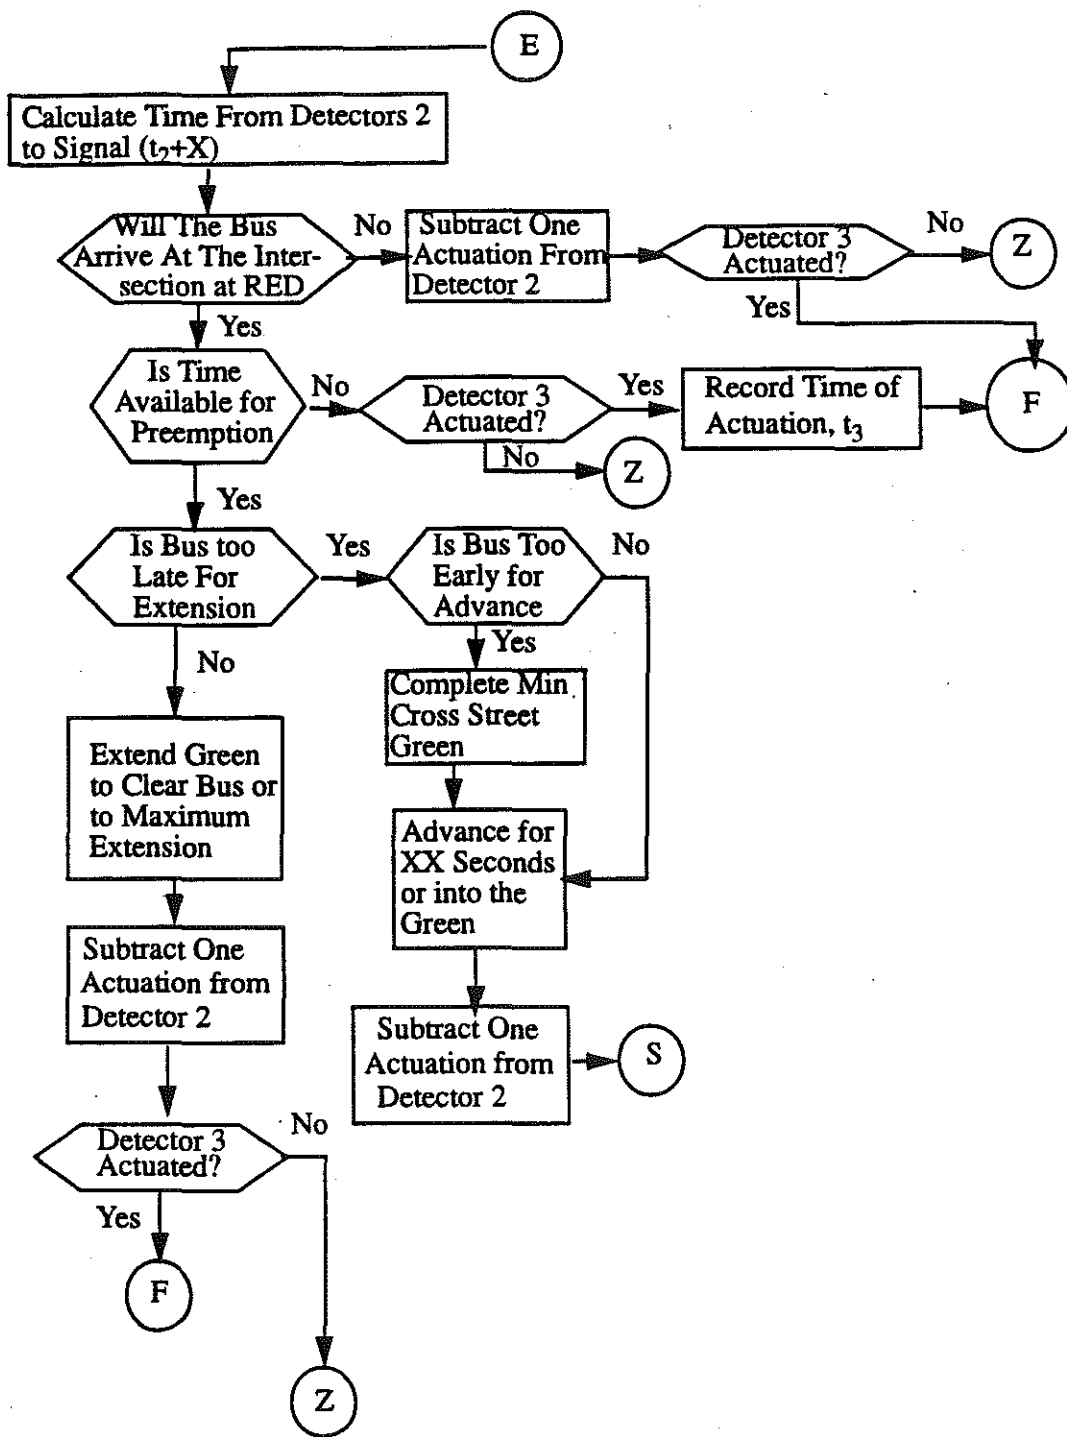 E
Calculate Time From Detectors 2
to Signal (t₂+X)
Will The Bus
Arrive At The Inter-
section at RED
No
Subtract One
Actuation From
Detector 2
Detector 3
Actuated?
No
Z
Yes
Yes
Is Time
Available for
Preemption
No
Detector 3
Actuated?
Yes
Record Time of
Actuation, t₃
F
No
Z
Yes
Is Bus too
Late For
Extension
Yes
Is Bus Too
Early for
Advance
No
Yes
No
Complete Min
Cross Street
Green
Extend Green
to Clear Bus or
to Maximum
Extension
Advance for
XX Seconds
or into the
Green
Subtract One
Actuation from
Detector 2
Subtract One
Actuation from
Detector 2
S
Detector 3
Actuated?
No
Yes
F
Z